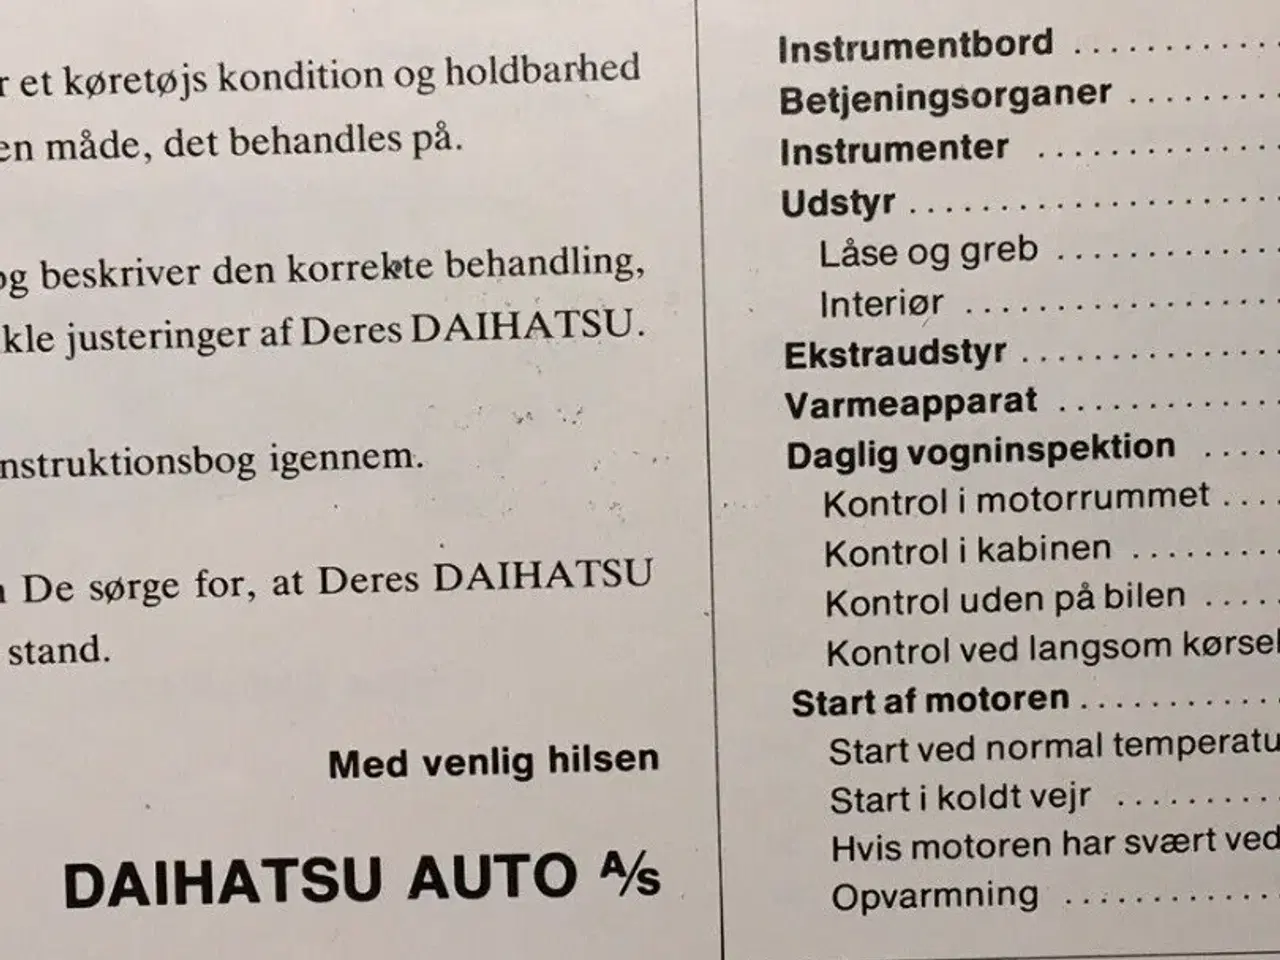 et køretøjs kondition og holdbarhed
måde, det behandles på.
beskriver den korrekte behandling,
justeringer af Deres DAIHATSU.
nstruktionsbog igennem.
De sørge for, at Deres DAIHATSU
stand.
Med venlig hilsen
DAIHATSU AUTO A/S
Instrumentbord
Betjeningsorganer
Instrumenter
Udstyr
Låse og greb
Interiør
Ekstraudstyr
Varmeapparat
Daglig vogninspektion
Kontrol i motorrummet
Kontrol i kabinen
Kontrol uden på bilen
Kontrol ved langsom kørsel
Start af motoren
Start ved normal temperatu
Start i koldt vejr
Hvis motoren har svært ved
Opvarmning